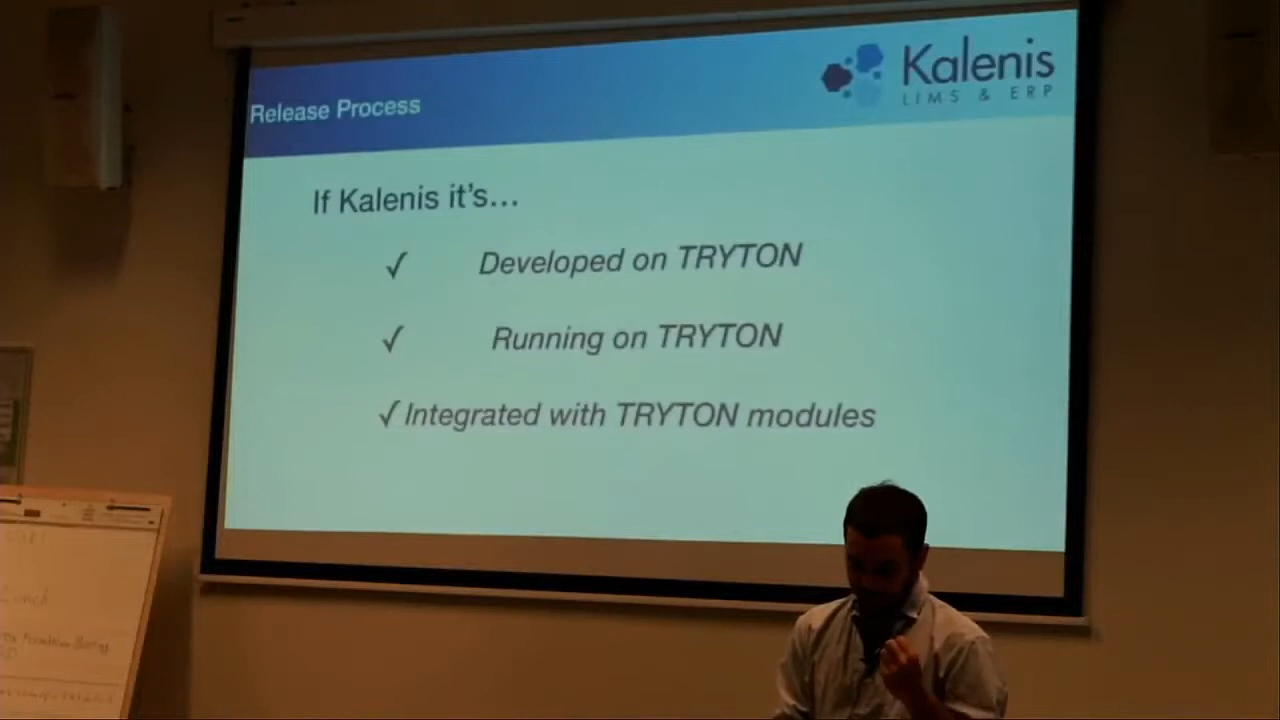 Kalenis
LIMS & ERP
Release Process
If Kalenis it's...
✓ Developed on TRYTON
✓ Running on TRYTON
✓ Integrated with TRYTON modules